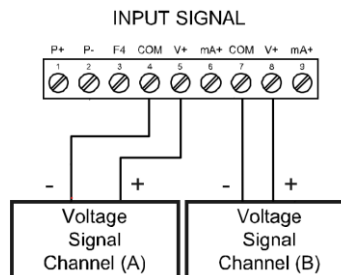 INPUT SIGNAL
P+ P- F4 COM V+ mA+ COM V+ mA+
1 2 3 4 5 6 7 8 9
- + - +
Voltage Voltage
Signal Signal
Channel (A) Channel (B)